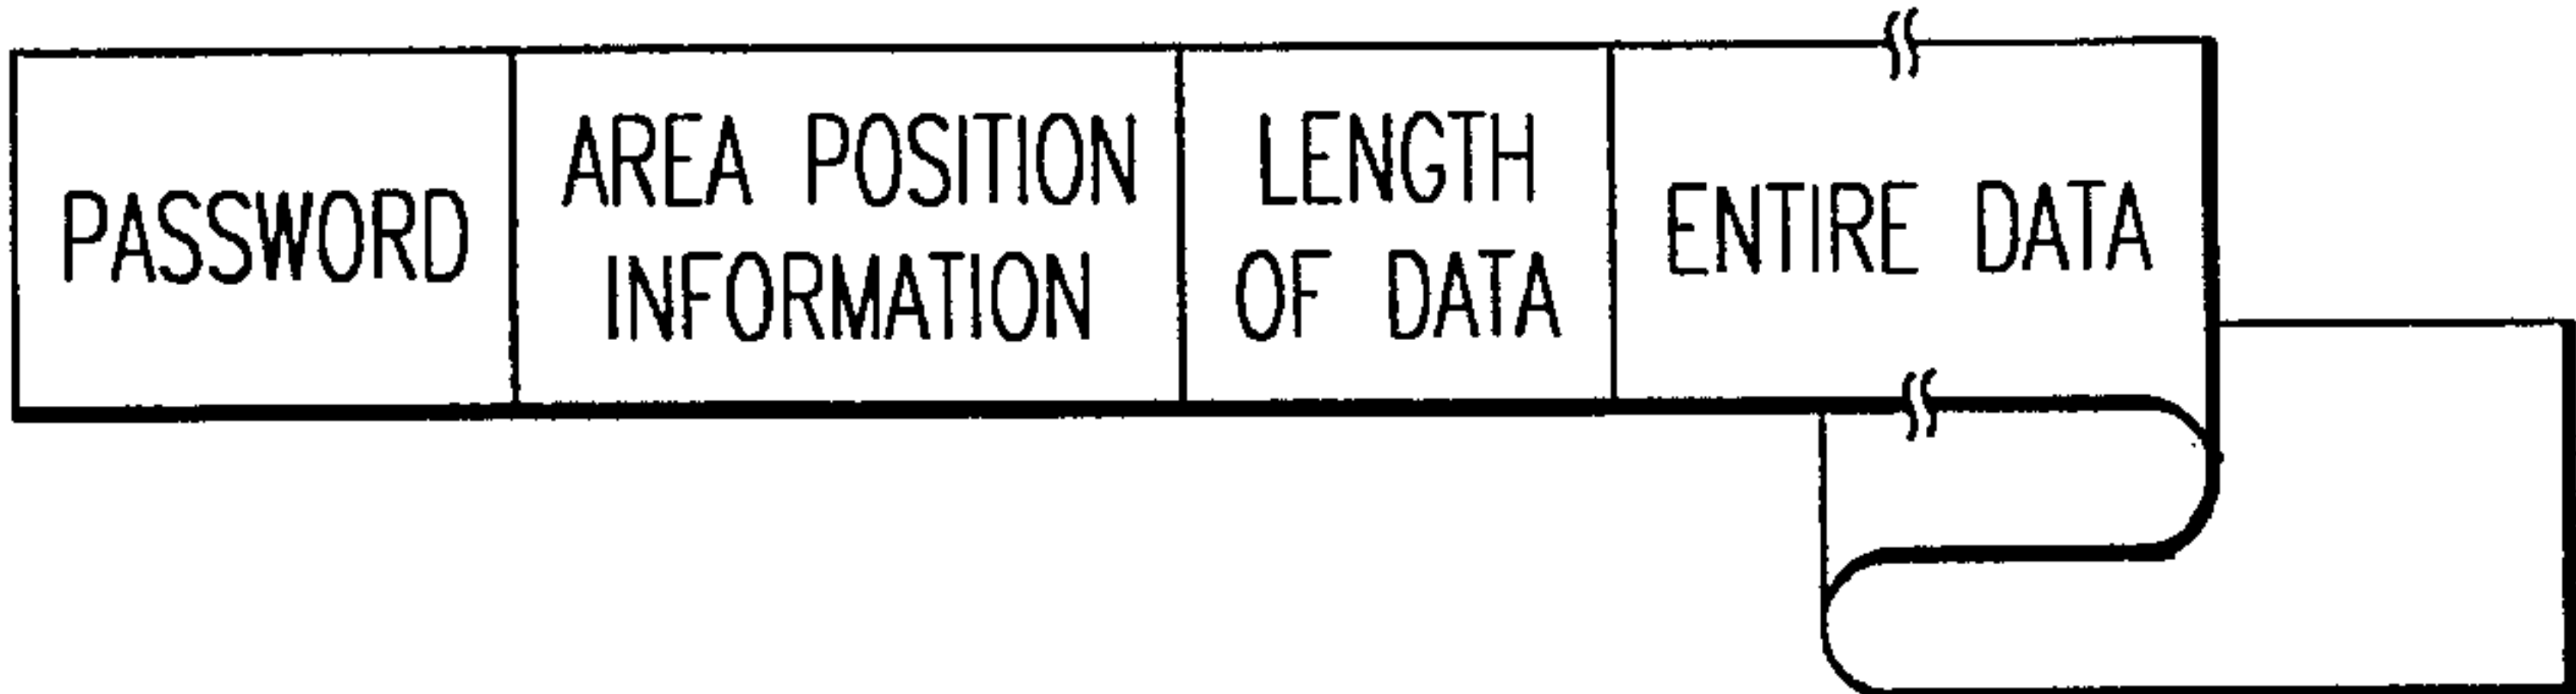 PASSWORD
AREA POSITION
INFORMATION
LENGTH
OF DATA
ENTIRE DATA